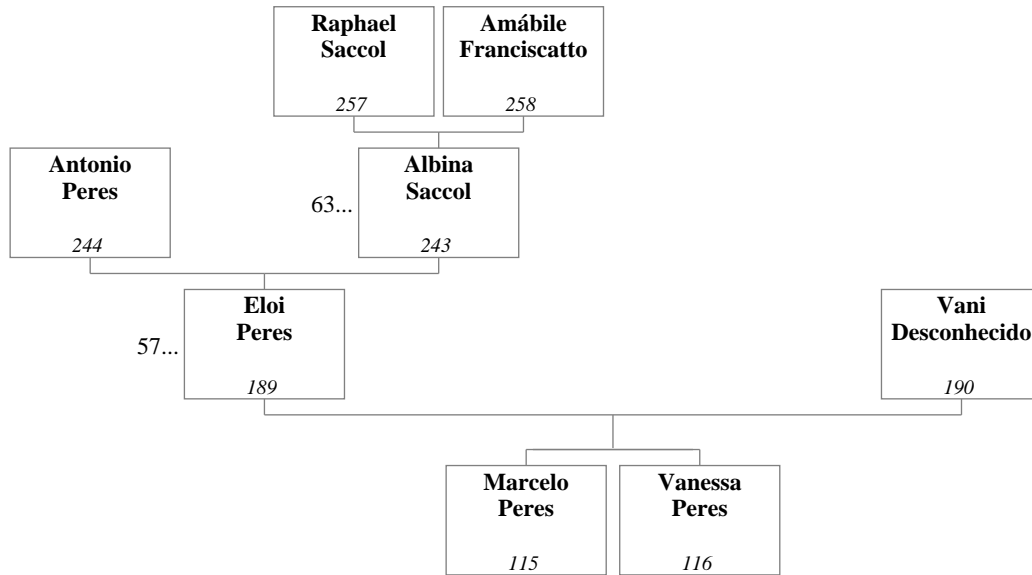 Raphael
Saccol
257
Amábile
Franciscatto
258
Antonio
Peres
244
63...
Albina
Saccol
243
57...
Eloi
Peres
189
Vani
Desconhecido
190
Marcelo
Peres
115
Vanessa
Peres
116